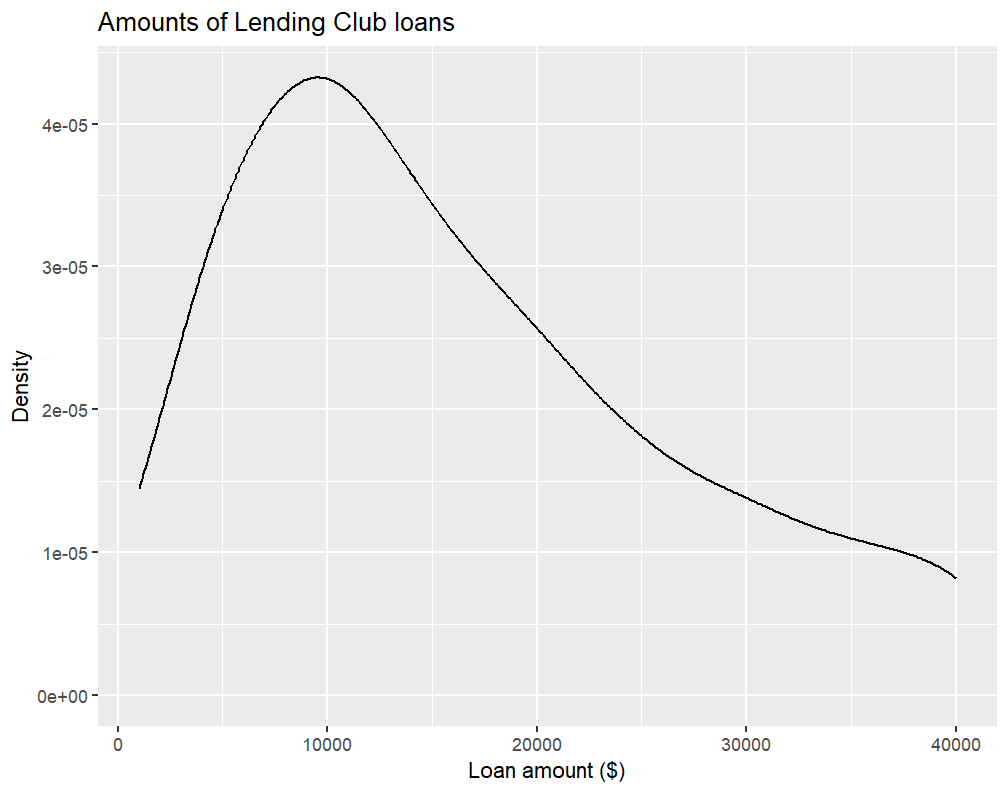 Amounts of Lending Club loans
Density
4e-05
3e-05
2e-05
1e-05
0e+00
0 10000 20000 30000 40000
Loan amount ($)